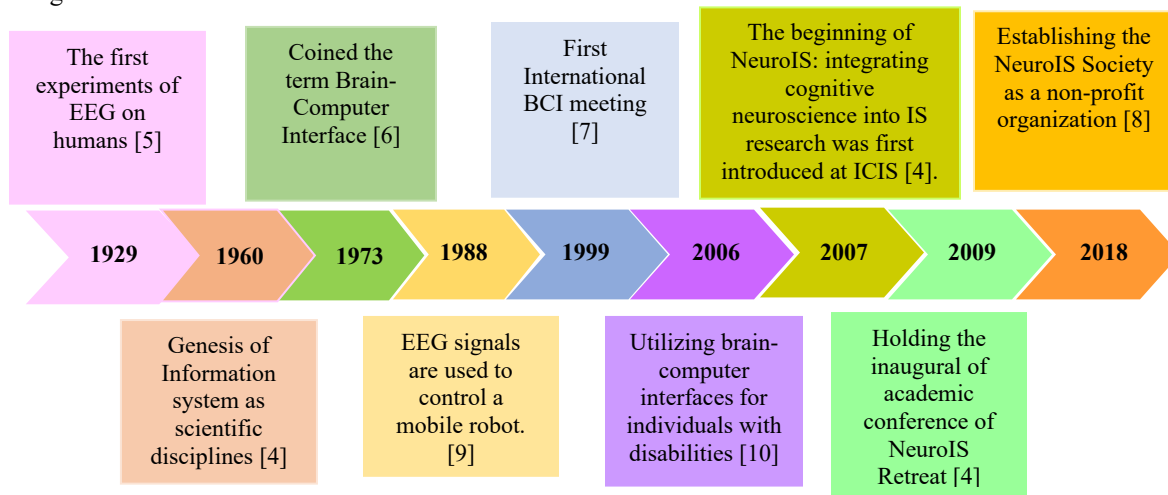 The first
experiments of
EEG on
humans [5]
Coined the
term Brain-
Computer
Interface [6]
First
International
BCI meeting
[7]
The beginning of
NeuroIS: integrating
cognitive
neuroscience into IS
research was first
introduced at ICIS [4].
Establishing the
NeuroIS Society
as a non-profit
organization [8]
1929
1960
1973
1988
1999
2006
2007
2009
2018
Genesis of
Information
system as
scientific
disciplines [4]
EEG signals
are used to
control a
mobile robot.
[9]
Utilizing brain-
computer
interfaces for
individuals with
disabilities [10]
Holding the
inaugural of
academic
conference of
NeuroIS
Retreat [4]